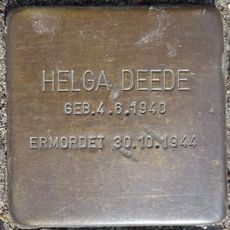 HELGA DEEDE
GEB.4.6.1940
ERMORDET 30.10.1944